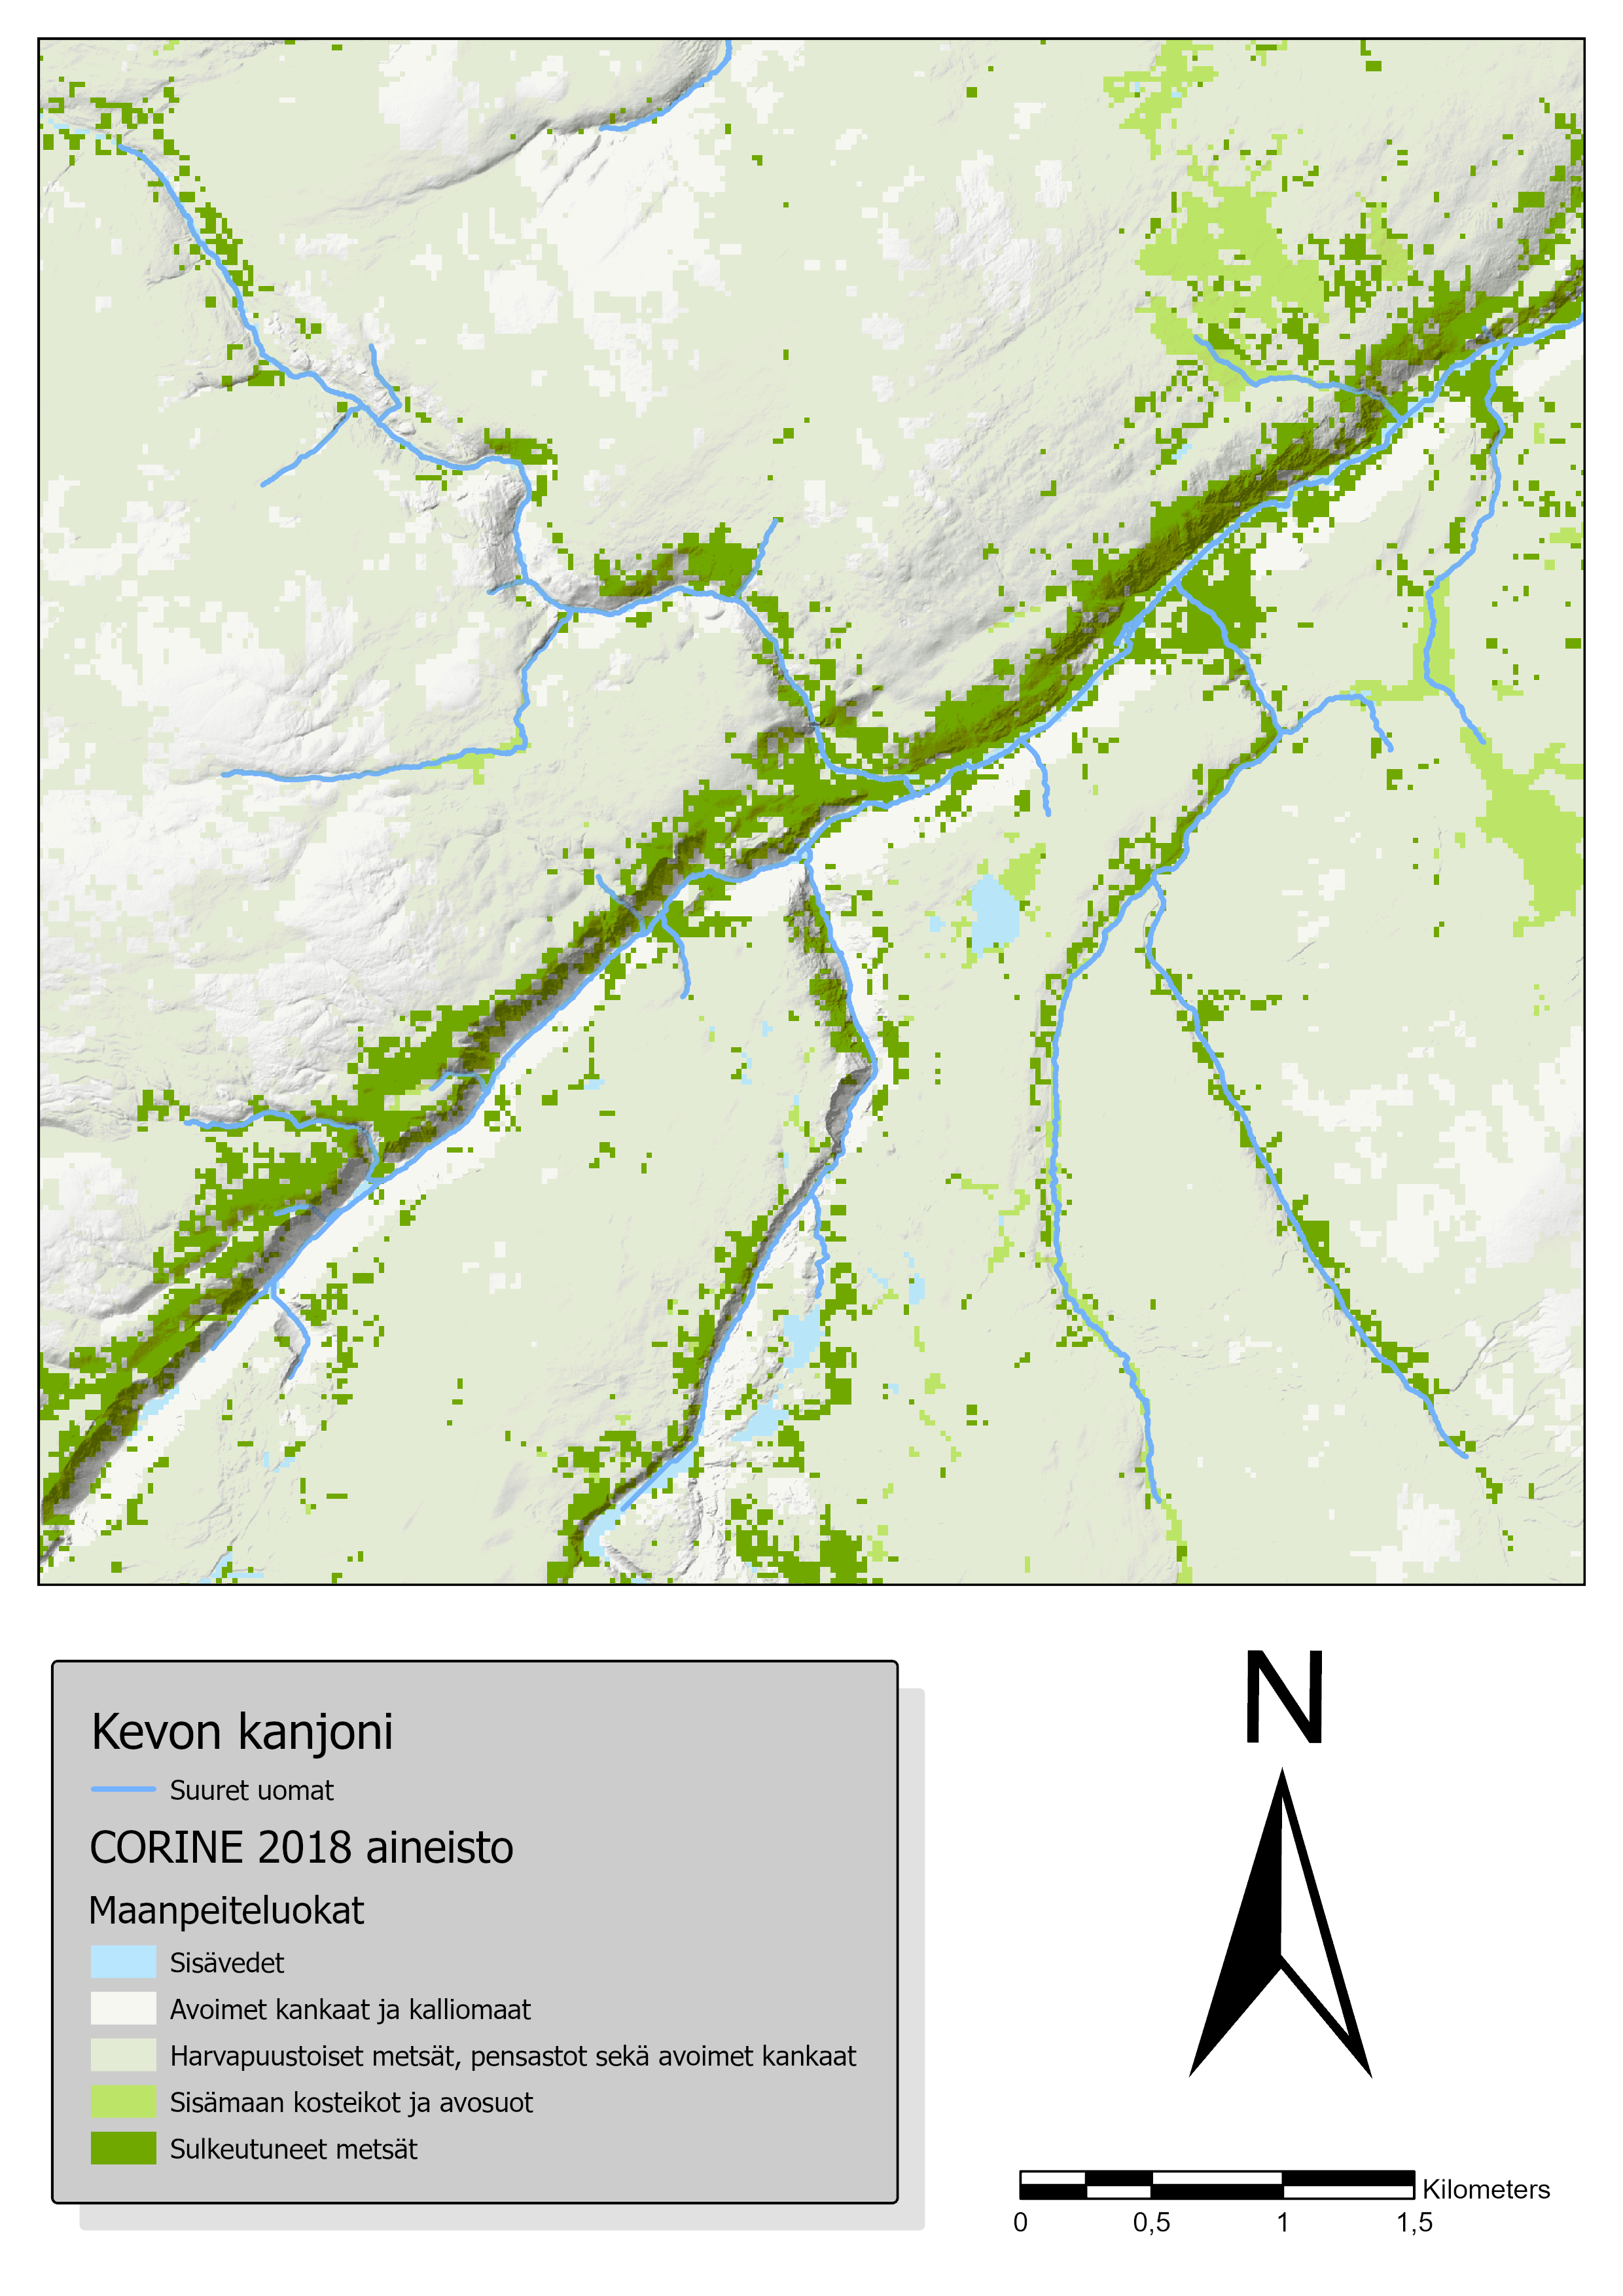 Kevon kanjoni
Suuret uomat
CORINE 2018 aineisto
Maanpeiteluokat
Sisävedet
Avoimet kankaat ja kalliomaat
Harvapuustoiset metsät, pensastot sekä avoimet kankaat
Sisämaan kosteikot ja avosuot
Sulkeutuneet metsät
N
Kilometers
0 0,5 1 1,5